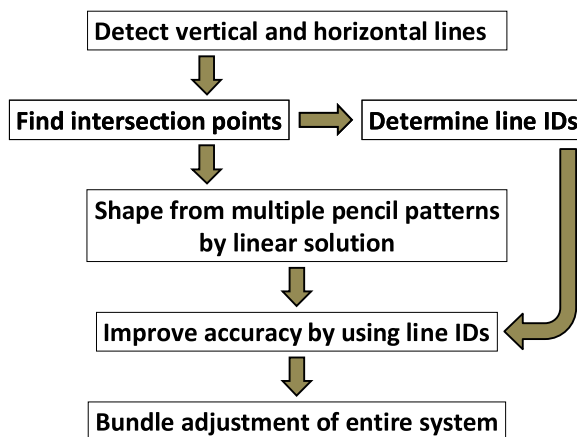 Detect vertical and horizontal lines
Find intersection points
Determine line IDs
Shape from multiple pencil patterns
by linear solution
Improve accuracy by using line IDs
Bundle adjustment of entire system